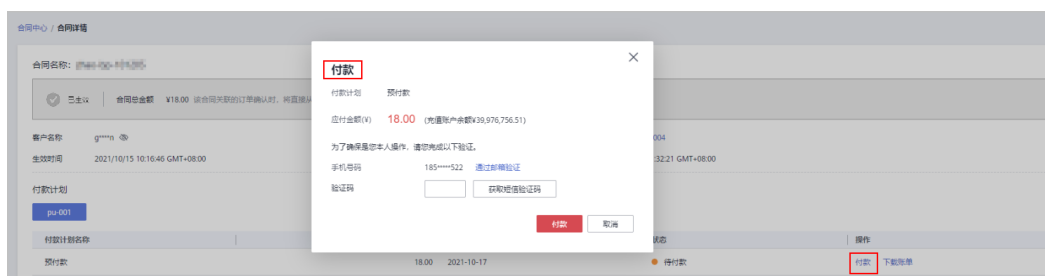 合同中心 / 合同详情
合同名称:
已生效 合同总金额 ¥18.00 该合同关联的订单确认时，将直接从
客户名称 g****n
004
生效时间 2021/10/15 10:16:46 GMT+08:00
:32:21 GMT+08:00
付款计划
pu-001
付款计划名称
状态 操作
预付款 18.00 2021-10-17 待付款 付款 下载账单
付款
付款计划 预付款
应付金额(¥) 18.00 (充值账户余额¥39,976,756.51)
为了确保是您本人操作，请您完成以下验证。
手机号码 185****522 通过邮箱验证
验证码 获取短信验证码
付款 取消